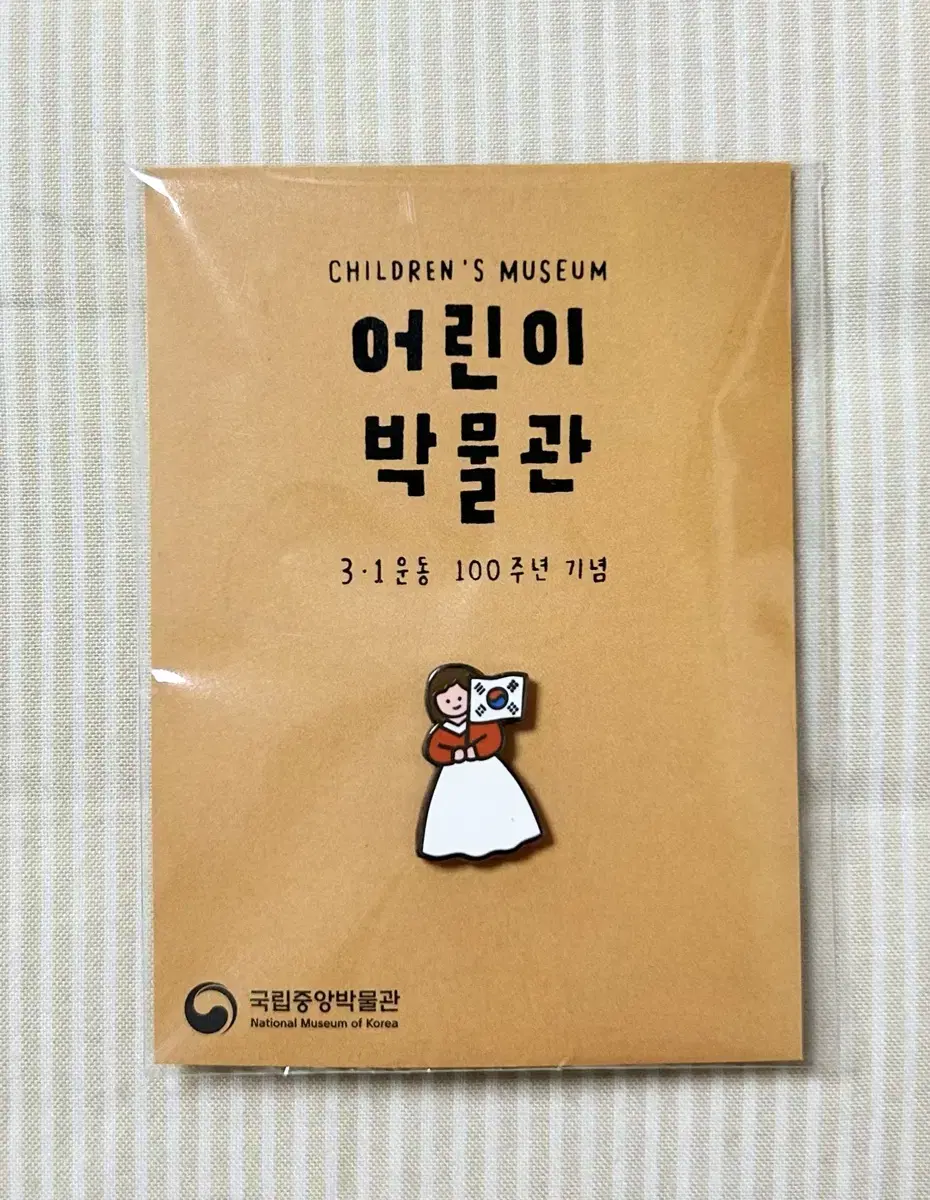 CHILDREN'S MUSEUM
어린이
박물관
3·1운동 100주년 기념
국립중앙박물관
National Museum of Korea